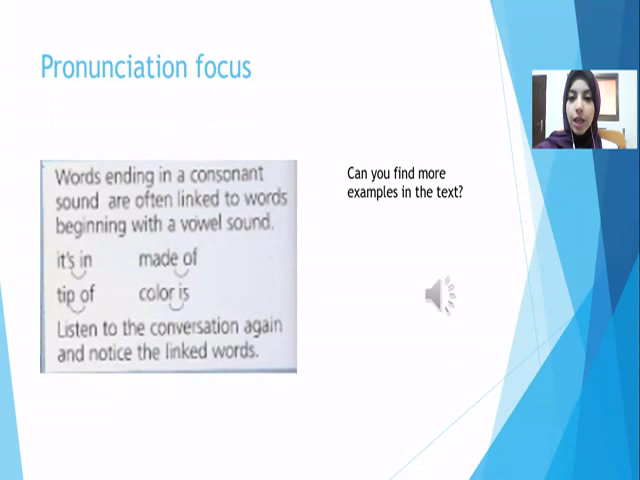 Pronunciation focus
Words ending in a consonant
sound are often linked to words
beginning with a vowel sound.
it's in made of
tip of color is
Listen to the conversation again
and notice the linked words.
Can you find more
examples in the text?